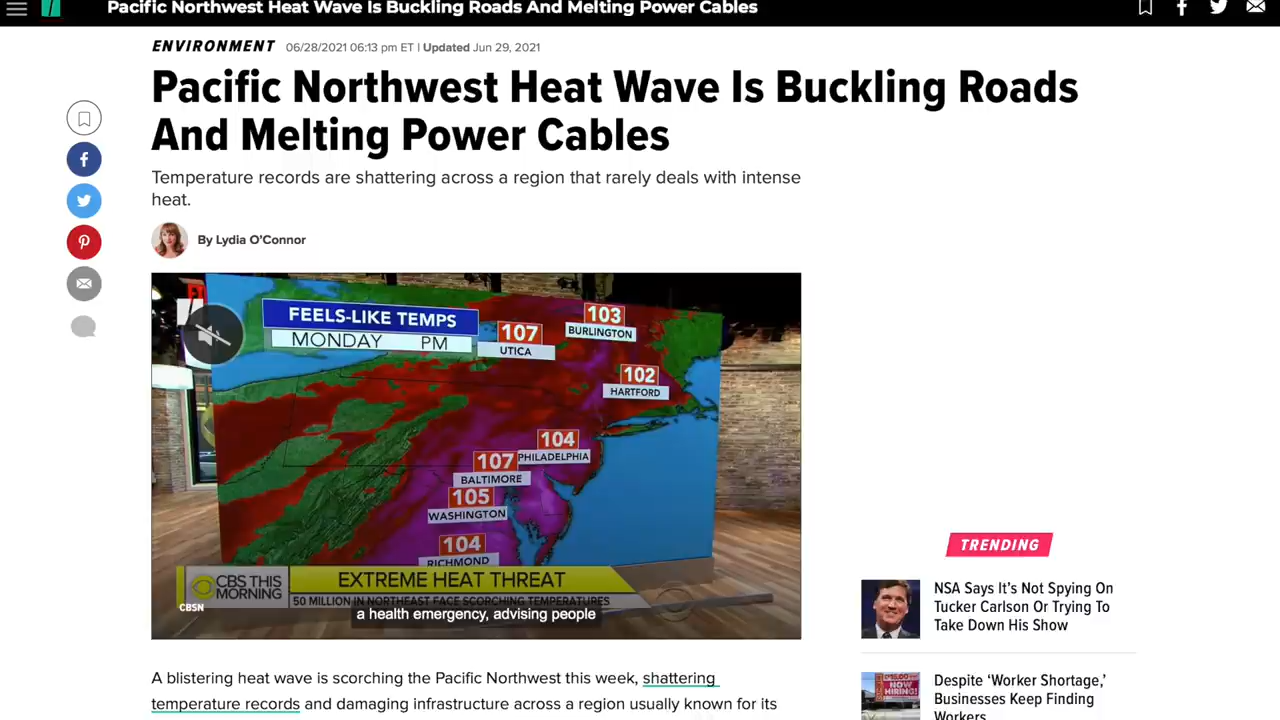 Pacific Northwest Heat Wave Is Buckling Roads And Melting Power Cables
ENVIRONMENT 06/28/2021 06:13 pm ET | Updated Jun 29, 2021
Pacific Northwest Heat Wave Is Buckling Roads
And Melting Power Cables
Temperature records are shattering across a region that rarely deals with intense
heat.
By Lydia O'Connor
FEELS-LIKE TEMPS
MONDAY PM
107
UTICA
103
BURLINGTON
102
HARTFORD
104
PHILADELPHIA
107
BALTIMORE
105
WASHINGTON
104
RICHMOND
CBS THIS
MORNING
EXTREME HEAT THREAT
50 MILLION IN NORTHEAST FACE SCORCHING TEMPERATURES
CBSN
a health emergency, advising people
A blistering heat wave is scorching the Pacific Northwest this week, shattering
temperature records and damaging infrastructure across a region usually known for its
TRENDING
NSA Says It's Not Spying On
Tucker Carlson Or Trying To
Take Down His Show
NOW
HIRING!
Despite 'Worker Shortage,'
Businesses Keep Finding
Workers